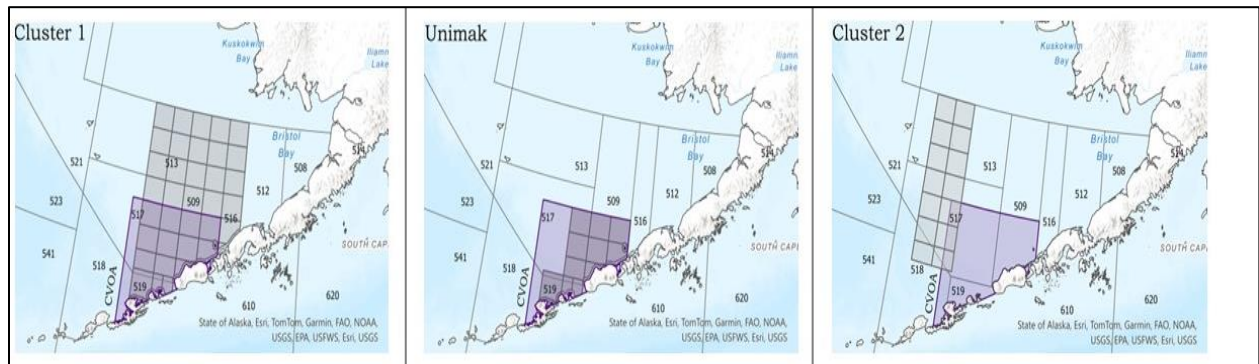 Cluster 1
Kuskokwim
Bay
Iliamn
Lake
Bristol
Bay
514
521
513
508
512
523
509
517
516
541
518
SOUTH CAP
519
CVOA
610
620
State of Alaska, Esri, TomTom, Garmin, FAO, NOAA,
USGS, EPA, USFWS, Esri, USGS
Unimak
Kuskokwim
Bay
Iliamn
Lake
Bristol
Bay
514
521
513
508
512
523
509
517
516
541
518
SOUTH CAP
519
CVOA
610
620
State of Alaska, Esri, TomTom, Garmin, FAO, NOAA,
USGS, EPA, USFWS, Esri, USGS
Cluster 2
Kuskokwim
Bay
Iliamn
Lake
Bristol
Bay
514
521
513
508
512
523
509
517
516
541
518
SOUTH CAP
519
CVOA
610
620
State of Alaska, Esri, TomTom, Garmin, FAO, NOAA,
USGS, EPA, USFWS, Esri, USGS